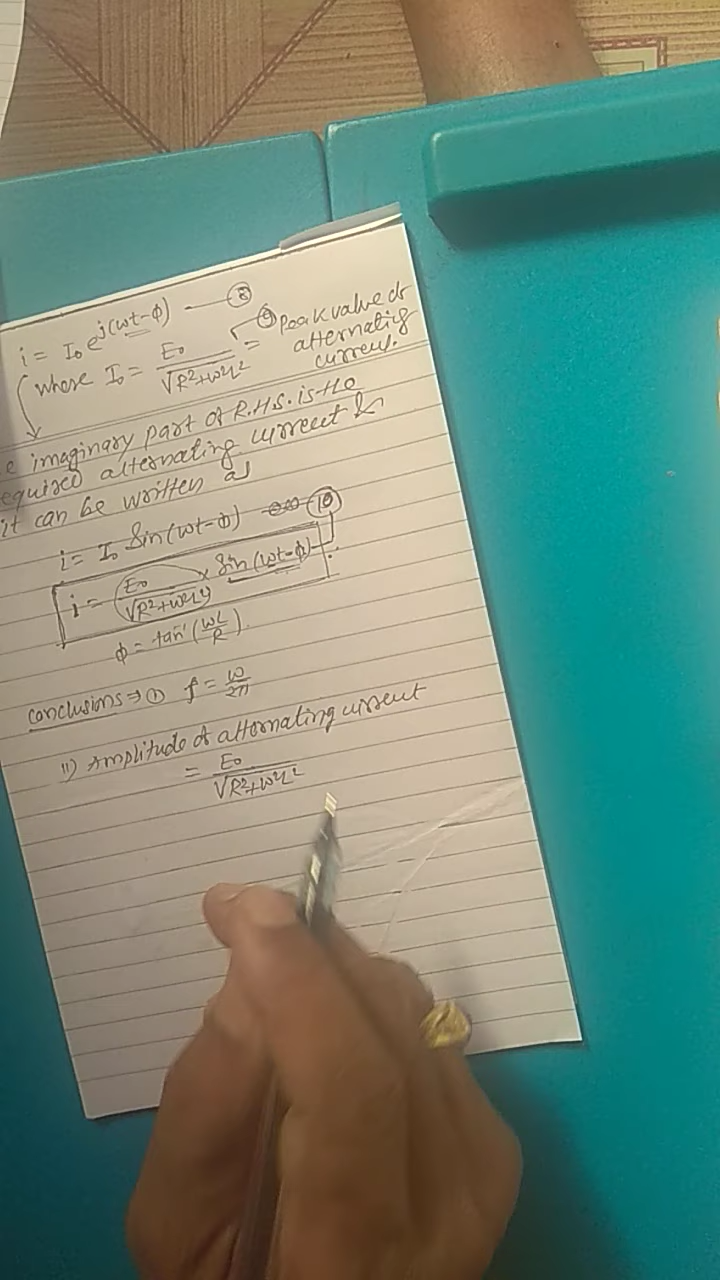 i = I₀ e^j(ωt-ϕ) — ⑧
where I₀ = E₀/√R²+ω²L² = ⑨ Peak value of alternating current.
e imaginary part of R.H.S. is the
equired alternating current &
it can be written as
i = I₀ Sin(ωt-ϕ) ⑩
i = E₀/√R²+ω²L² × Sin(ωt-ϕ)
ϕ = tan⁻¹(ωL/R).
Conclusions ⇒ ① f = ω/2π
ii) Amplitude of alternating current
= E₀/√R²+ω²L²